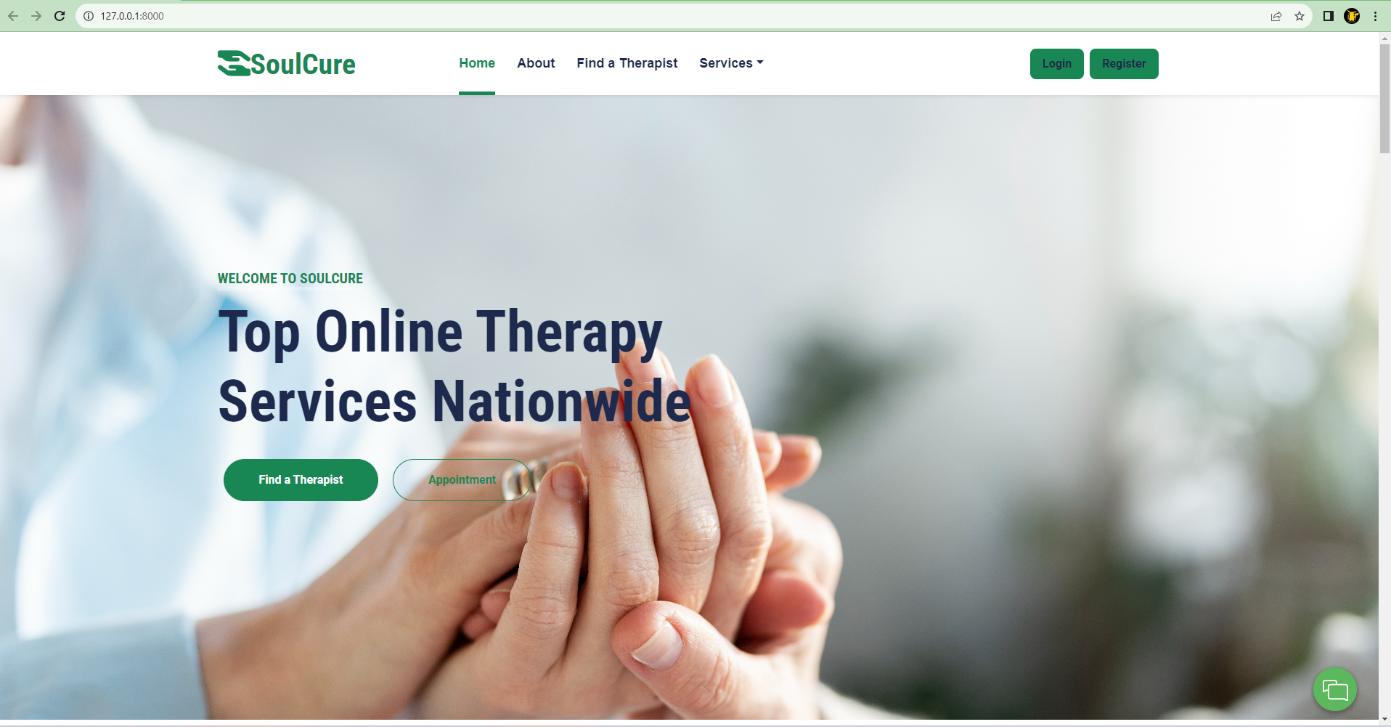 127.0.0.1:8000
SoulCure
Home About Find a Therapist Services
Login Register
WELCOME TO SOULCURE
Top Online Therapy
Services Nationwide
Find a Therapist Appointment